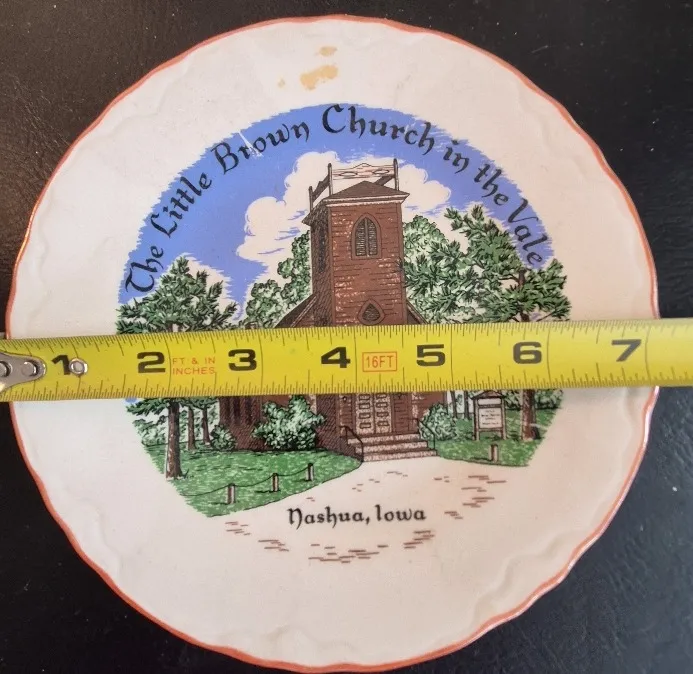 The Little Brown Church in the Vale
1 2 FT & IN INCHES 3 4 16FT 5 6 7
Nashua, Iowa